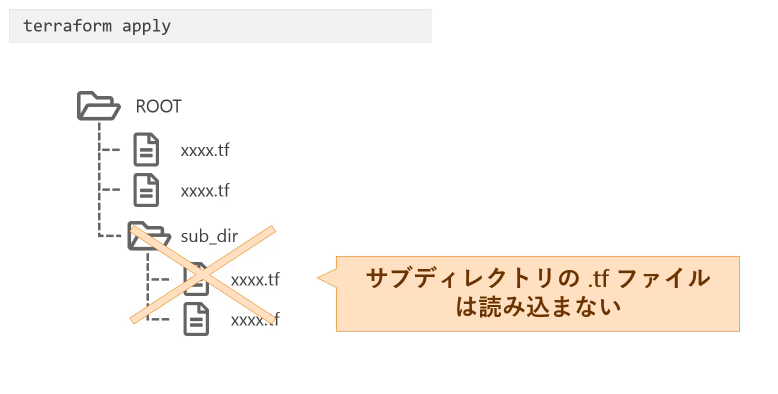 terraform apply
ROOT
xxxx.tf
xxxx.tf
sub_dir
xxxx.tf
xxxx.tf
サブディレクトリの .tf ファイル
は読み込まない